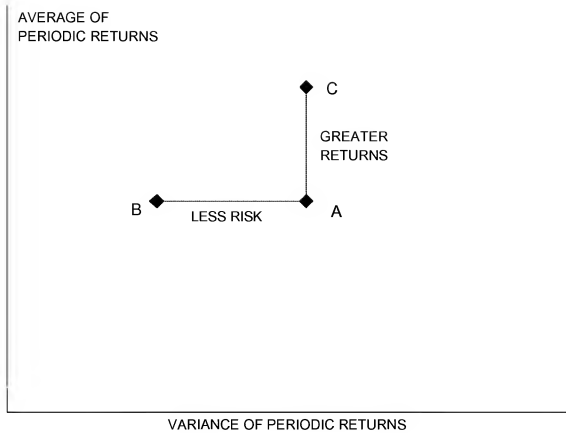 AVERAGE OF
PERIODIC RETURNS
C
GREATER
RETURNS
B
LESS RISK
A
VARIANCE OF PERIODIC RETURNS